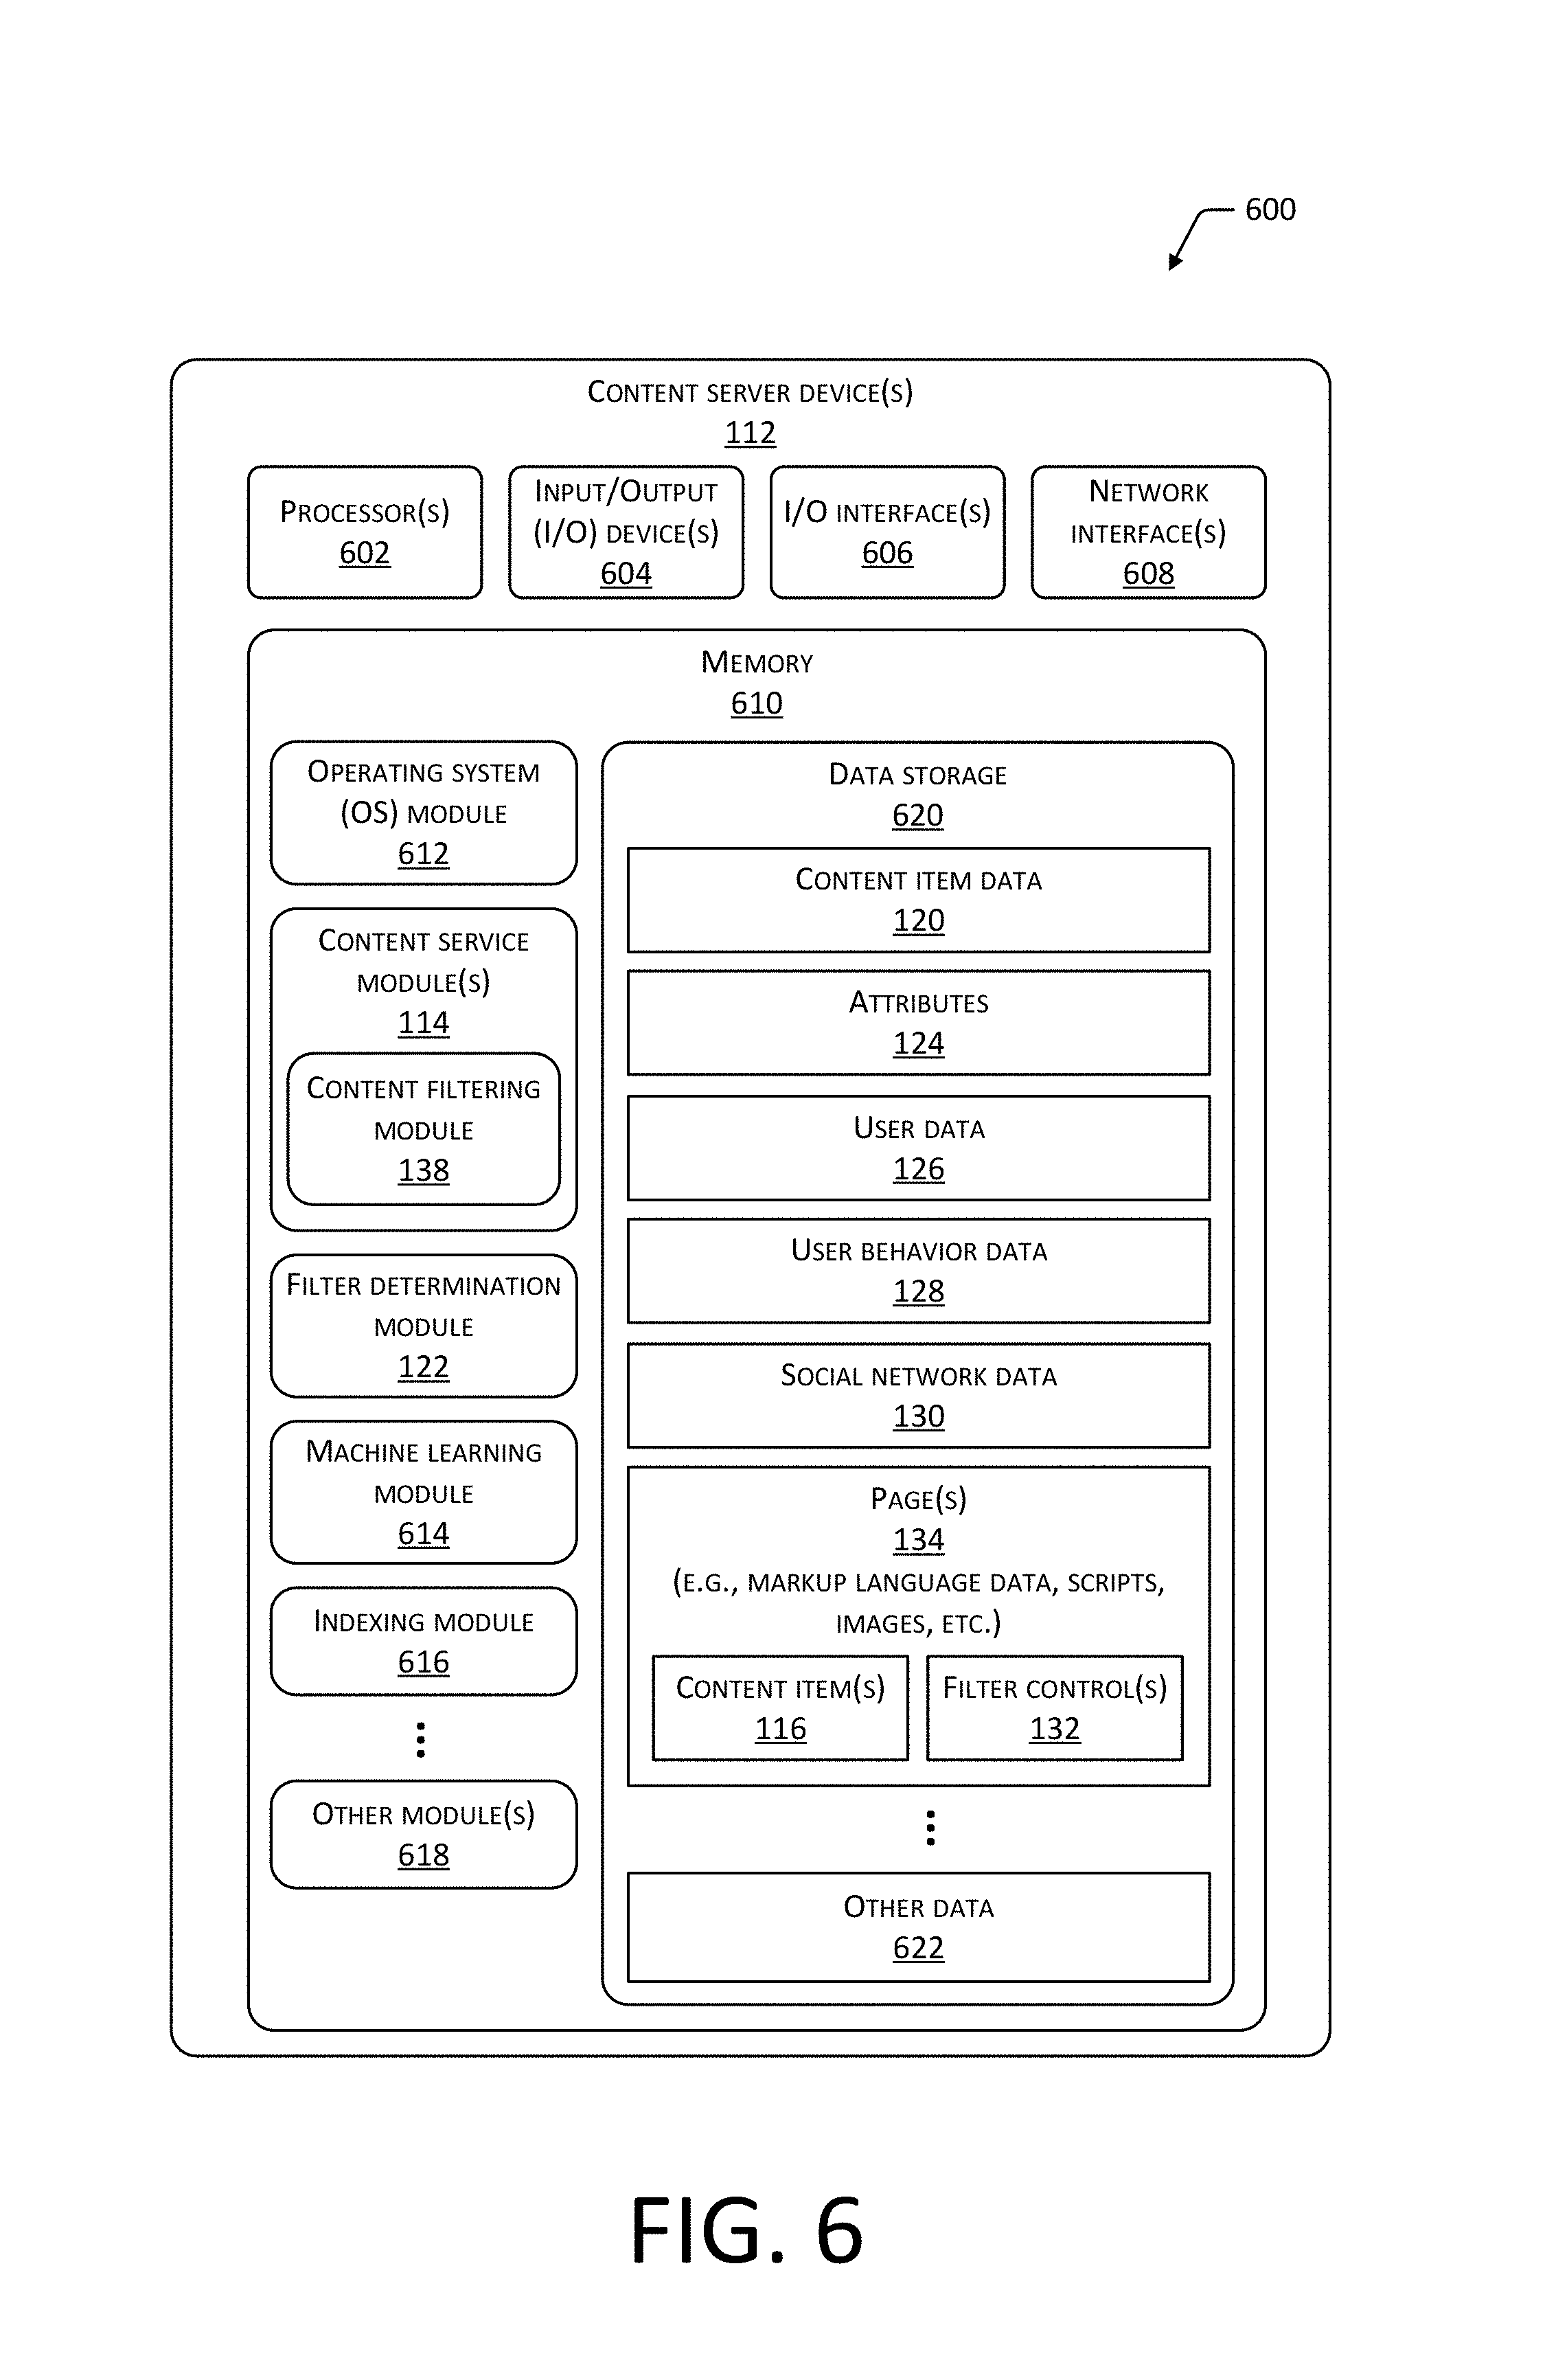 600
Content server device(s)
112
Processor(s)
602
Input/Output
(I/O) device(s)
604
I/O interface(s)
606
Network
interface(s)
608
Memory
610
Operating system
(OS) module
612
Content service
module(s)
114
Content filtering
module
138
Filter determination
module
122
Machine learning
module
614
Indexing module
616
Other module(s)
618
Data storage
620
Content item data
120
Attributes
124
User data
126
User behavior data
128
Social network data
130
Page(s)
134
(e.g., markup language data, scripts,
images, etc.)
Content item(s)
116
Filter control(s)
132
Other data
622
FIG. 6